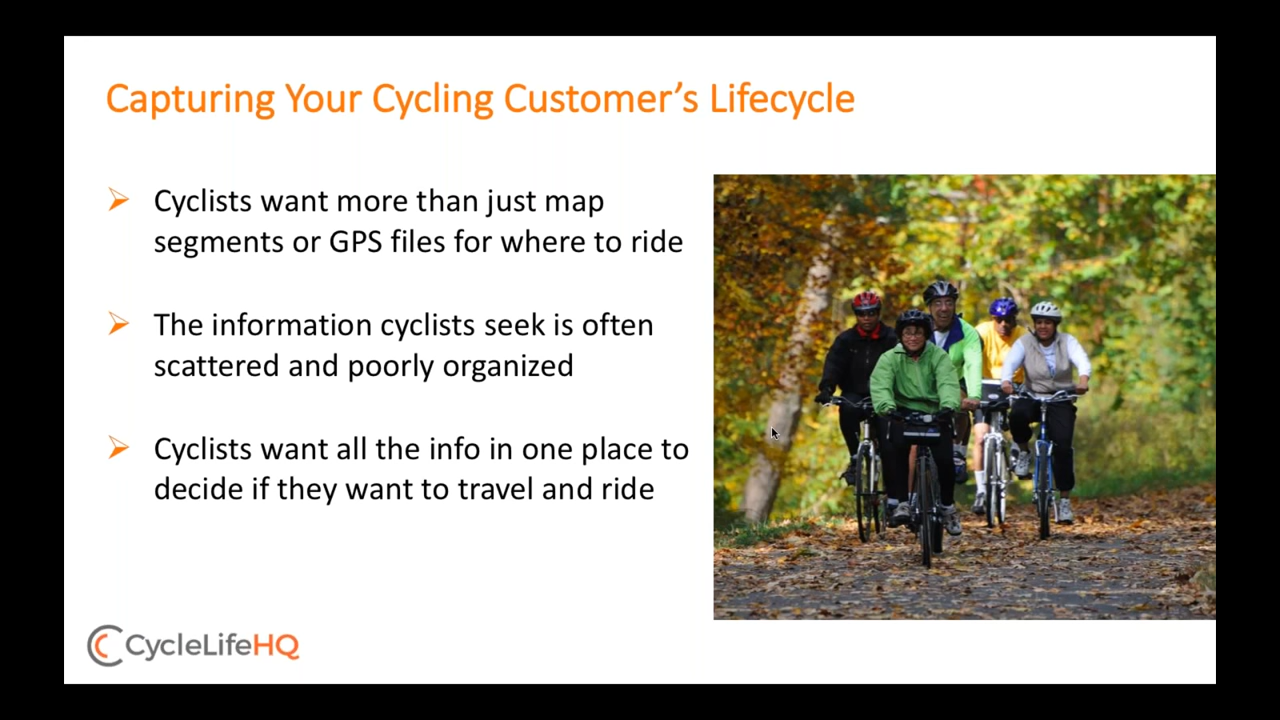 Capturing Your Cycling Customer’s Lifecycle
Cyclists want more than just map
segments or GPS files for where to ride
The information cyclists seek is often
scattered and poorly organized
Cyclists want all the info in one place to
decide if they want to travel and ride
CycleLifeHQ